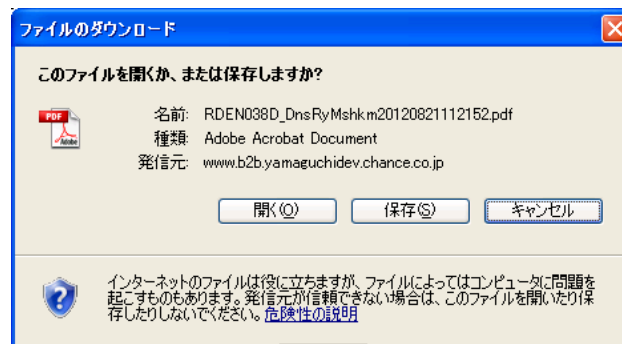 ファイルのダウンロード
このファイルを開くか、または保存しますか?
PDF
Adobe
名前: RDEN038D_DnsRyMshkm20120821112152.pdf
種類: Adobe Acrobat Document
発信元: www.b2b.yamaguchidev.chance.co.jp
開く(O) 保存(S) キャンセル
インターネットのファイルは役に立ちますが、ファイルによってはコンピュータに問題を
起こすものもあります。発信元が信頼できない場合は、このファイルを開いたり保
存したりしないでください。危険性の説明